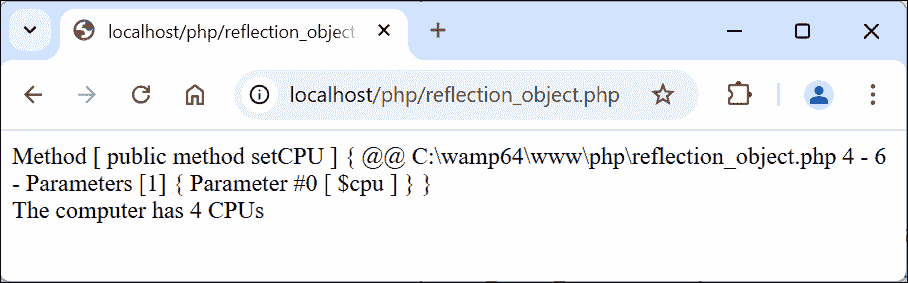 localhost/php/reflection_object
localhost/php/reflection_object.php
Method [ public method setCPU ] { @@ C:\wamp64\www\php\reflection_object.php 4 - 6
- Parameters [1] { Parameter #0 [ $cpu ] } }
The computer has 4 CPUs